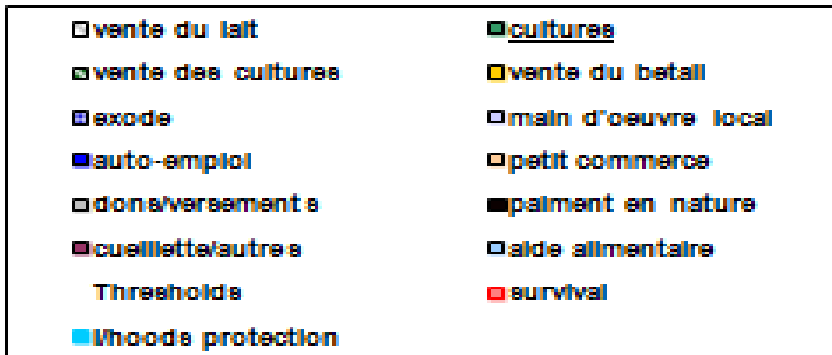 vente du lait cultures
vente des cultures vente du betail
exode main d'oeuvre local
auto-emploi petit commerce
dons/versements paiment en nature
cueillette/autres aide alimentaire
Thresholds survival
l/hoods protection